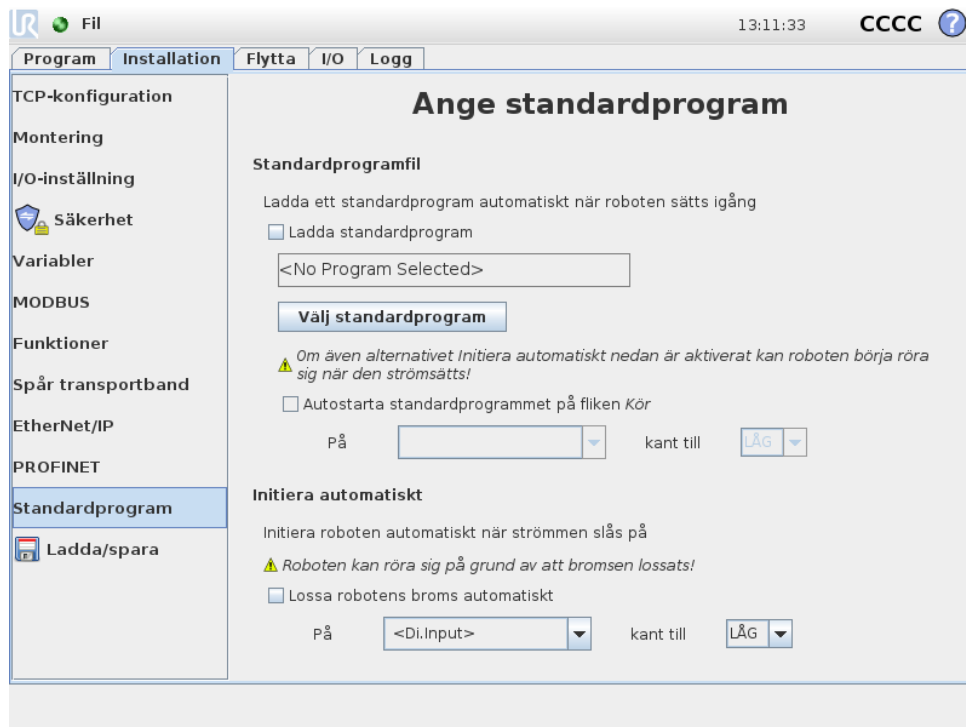 UR Fil 13:11:33 CCCC ?
Program Installation Flytta I/O Logg
TCP-konfiguration
Montering
I/O-inställning
Säkerhet
Variabler
MODBUS
Funktioner
Spår transportband
EtherNet/IP
PROFINET
Standardprogram
Ladda/spara
Ange standardprogram
Standardprogramfil
Ladda ett standardprogram automatiskt när roboten sätts igång
Ladda standardprogram
<No Program Selected>
Välj standardprogram
Om även alternativet Initiera automatiskt nedan är aktiverat kan roboten börja röra
sig när den strömsätts!
Autostarta standardprogrammet på fliken Kör
På kant till LÅG
Initiera automatiskt
Initiera roboten automatiskt när strömmen slås på
Roboten kan röra sig på grund av att bromsen lossats!
Lossa robotens broms automatiskt
På <Di.Input> kant till LÅG